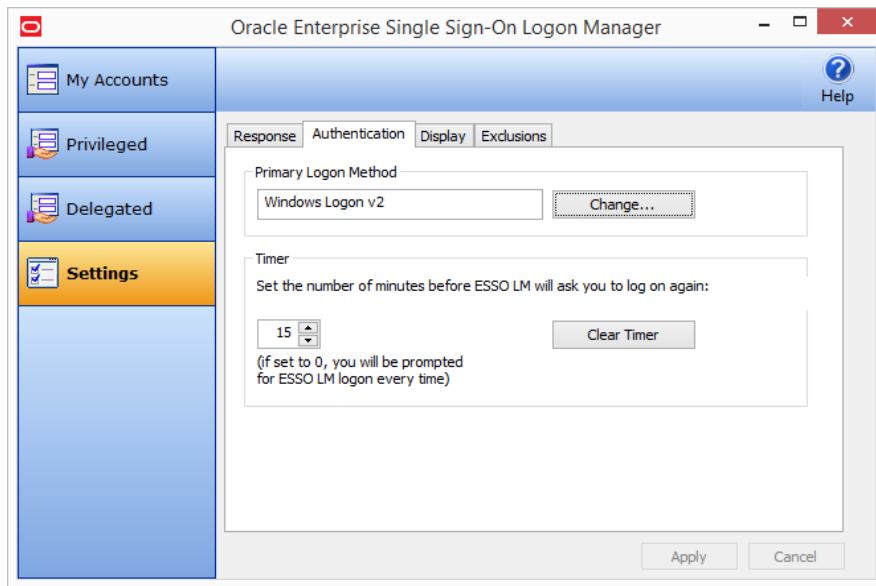 Oracle Enterprise Single Sign-On Logon Manager
My Accounts
Privileged
Delegated
Settings
Help
Response Authentication Display Exclusions
Primary Logon Method
Windows Logon v2
Change...
Timer
Set the number of minutes before ESSO LM will ask you to log on again:
15
Clear Timer
(if set to 0, you will be prompted
for ESSO LM logon every time)
Apply
Cancel